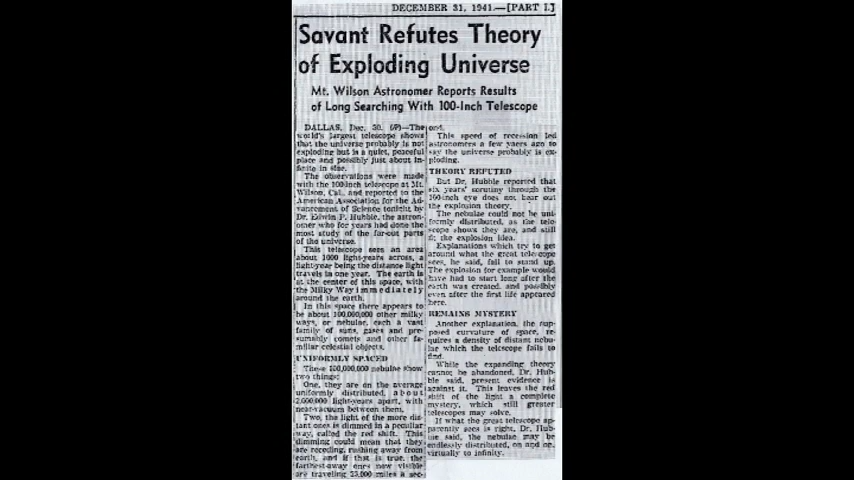 DECEMBER 31, 1941.—[PART I.]
Savant Refutes Theory
of Exploding Universe
Mt. Wilson Astronomer Reports Results
of Long Searching With 100-Inch Telescope
DALLAS, Dec. 30. (AP)—The
world's largest telescope shows
that the universe probably is not
exploding but is a quiet, peaceful
place and possibly just about in-
finite in size.
The observations were made
with the 100-inch telescope at Mt.
Wilson, Cal., and reported to the
American Association for the Ad-
vancement of Science tonight by
Dr. Edwin P. Hubble, the astron-
omer who for years had done the
most study of the far-out parts
of the universe.
This telescope sees an area
about 1000 light-years across, a
light-year being the distance light
travels in one year. The earth is
at the center of this space, with
the Milky Way immediately
around the earth.
In this space there appears to
be about 100,000,000 other milky
ways, or nebulae, each a vast
family of suns, gases and pre-
sumably comets and other fa-
miliar celestial objects.
UNIFORMLY SPACED
These 100,000,000 nebulae show
two things:
One, they are on the average
uniformly distributed, about
2,000,000 light-years apart, with
near-vacuum between them.
Two, the light of the more dis-
tant ones is dimmed in a peculiar
way, called the red shift. This
dimming could mean that they
are receding, rushing away from
earth, and if that is true, the
farthest-away ones now visible
are traveling 25,000 miles a sec-
ond.
This speed of recession led
astronomers a few years ago to
say the universe probably is ex-
ploding.
THEORY REFUTED
But Dr. Hubble reported that
six years' scrutiny through the
100-inch eye does not bear out
the explosion theory.
The nebulae could not be uni-
formly distributed, as the tele-
scope shows they are, and still
fit the explosion idea.
Explanations which try to get
around what the great telescope
sees, he said, fail to stand up.
The explosion for example would
have had to start long after the
earth was created, and possibly
even after the first life appeared
here.
REMAINS MYSTERY
Another explanation, the sup-
posed curvature of space, re-
quires a density of distant nebu-
lae which the telescope fails to
find.
While the expanding theory
cannot be abandoned, Dr. Hub-
ble said, present evidence is
against it. This leaves the red
shift of the light a complete
mystery, which still greater
telescopes may solve.
If what the great telescope ap-
parently sees is right, Dr. Hub-
ble said, the nebulae may be
endlessly distributed, on and on,
virtually to infinity.